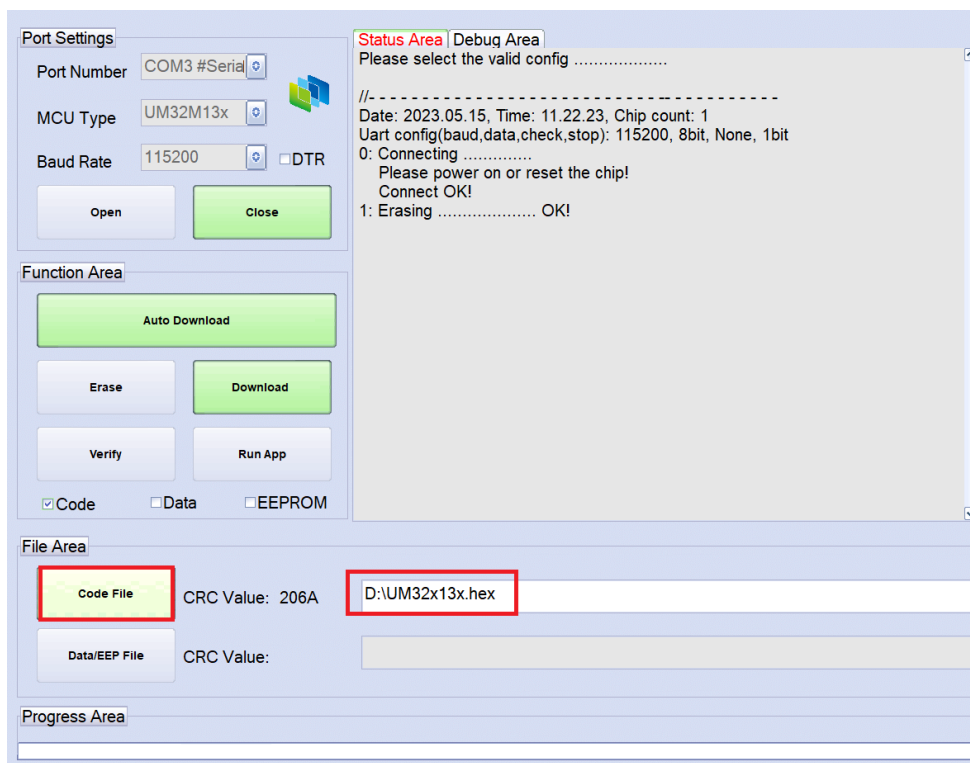 Port Settings
Port Number COM3 #Serial
MCU Type UM32M13x
Baud Rate 115200 DTR
Open Close
Function Area
Auto Download
Erase Download
Verify Run App
Code Data EEPROM
Status Area Debug Area
Please select the valid config ...................
//- - - - - - - - - - - - - - - - - - - - - - - - - - - - - - - -
Date: 2023.05.15, Time: 11.22.23, Chip count: 1
Uart config(baud,data,check,stop): 115200, 8bit, None, 1bit
0: Connecting ..............
Please power on or reset the chip!
Connect OK!
1: Erasing .................... OK!
File Area
Code File CRC Value: 206A D:\UM32x13x.hex
Data/EEP File CRC Value:
Progress Area